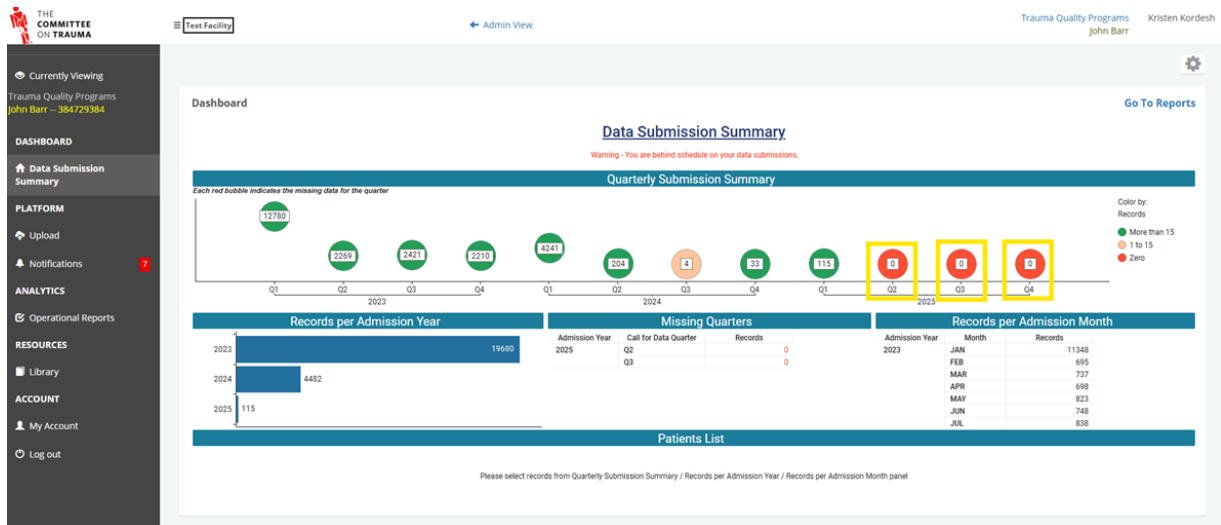 THE
COMMITTEE
ON TRAUMA
Test Facility
Admin View
Trauma Quality Programs
John Barr
Kristen Kordesh
Currently Viewing
Trauma Quality Programs
John Barr -- 384729384
DASHBOARD
Data Submission
Summary
PLATFORM
Upload
Notifications 7
ANALYTICS
Operational Reports
RESOURCES
Library
ACCOUNT
My Account
Log out
Dashboard
Go To Reports
Data Submission Summary
Warning - You are behind schedule on your data submissions.
Quarterly Submission Summary
Each red bubble indicates the missing data for the quarter
12780 2269 2421 2210 4241 204 4 33 115 0 0 0
Q1 Q2 Q3 Q4 Q1 Q2 Q3 Q4 Q1 Q2 Q3 Q4
2023 2024 2025
Color by:
Records
More than 15
1 to 15
Zero
Records per Admission Year
2023 19680
2024 4482
2025 115
Missing Quarters
Admission Year Call for Data Quarter Records
2025 Q2 0
Q3 0
Records per Admission Month
Admission Year Month Records
2023 JAN 11348
FEB 695
MAR 737
APR 698
MAY 823
JUN 748
JUL 838
Patients List
Please select records from Quarterly Submission Summary / Records per Admission Year / Records per Admission Month panel